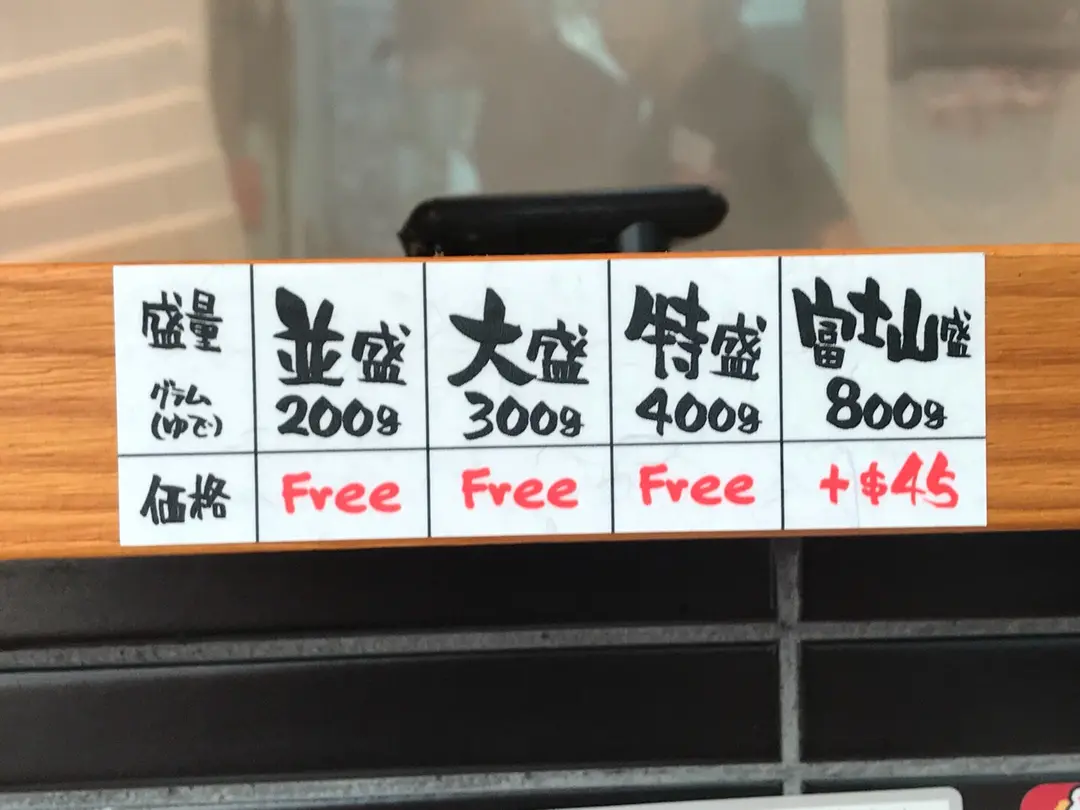 盛量 並盛 大盛 特盛 富士山盛
グラム(ゆで) 200g 300g 400g 800g
価格 Free Free Free +$45